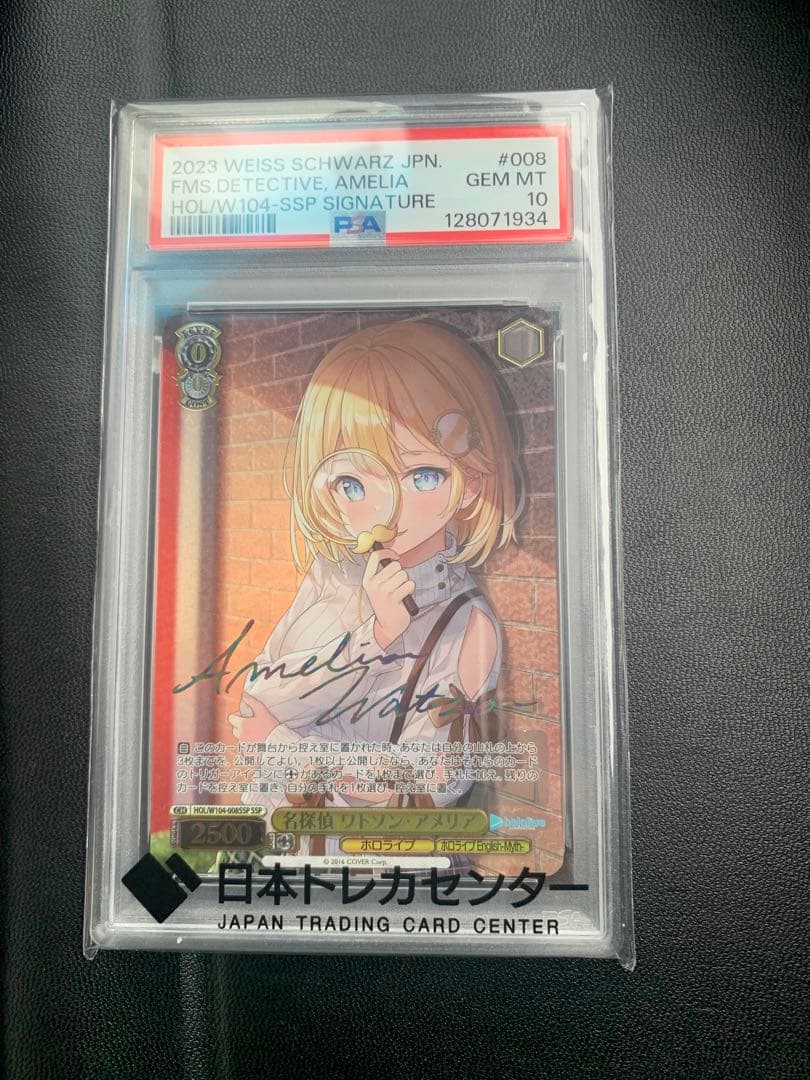 2023 WEISS SCHWARZ JPN. #008
FMS.DETECTIVE, AMELIA GEM MT
HOL/W104-SSP SIGNATURE 10
PSA 128071934
LEVEL
0
0
COST
Amelia
Watson
自 このカードが舞台から控え室に置かれた時、あなたは自分の山札の上から
3枚までを、公開してよい。1枚以上公開したなら、あなたはそれらのカード
のトリガーアイコンに があるカードを1枚まで選び、手札に加え、残りの
カードを控え室に置き、自分の手札を1枚選び、控え室に置く。
CH HOL/W104-008SSP SSP
2500 名探偵 ワトソン・アメリア hololive
ホロライブ ホロライブEnglish-Myth-
© 2016 COVER Corp.
日本トレカセンター
JAPAN TRADING CARD CENTER